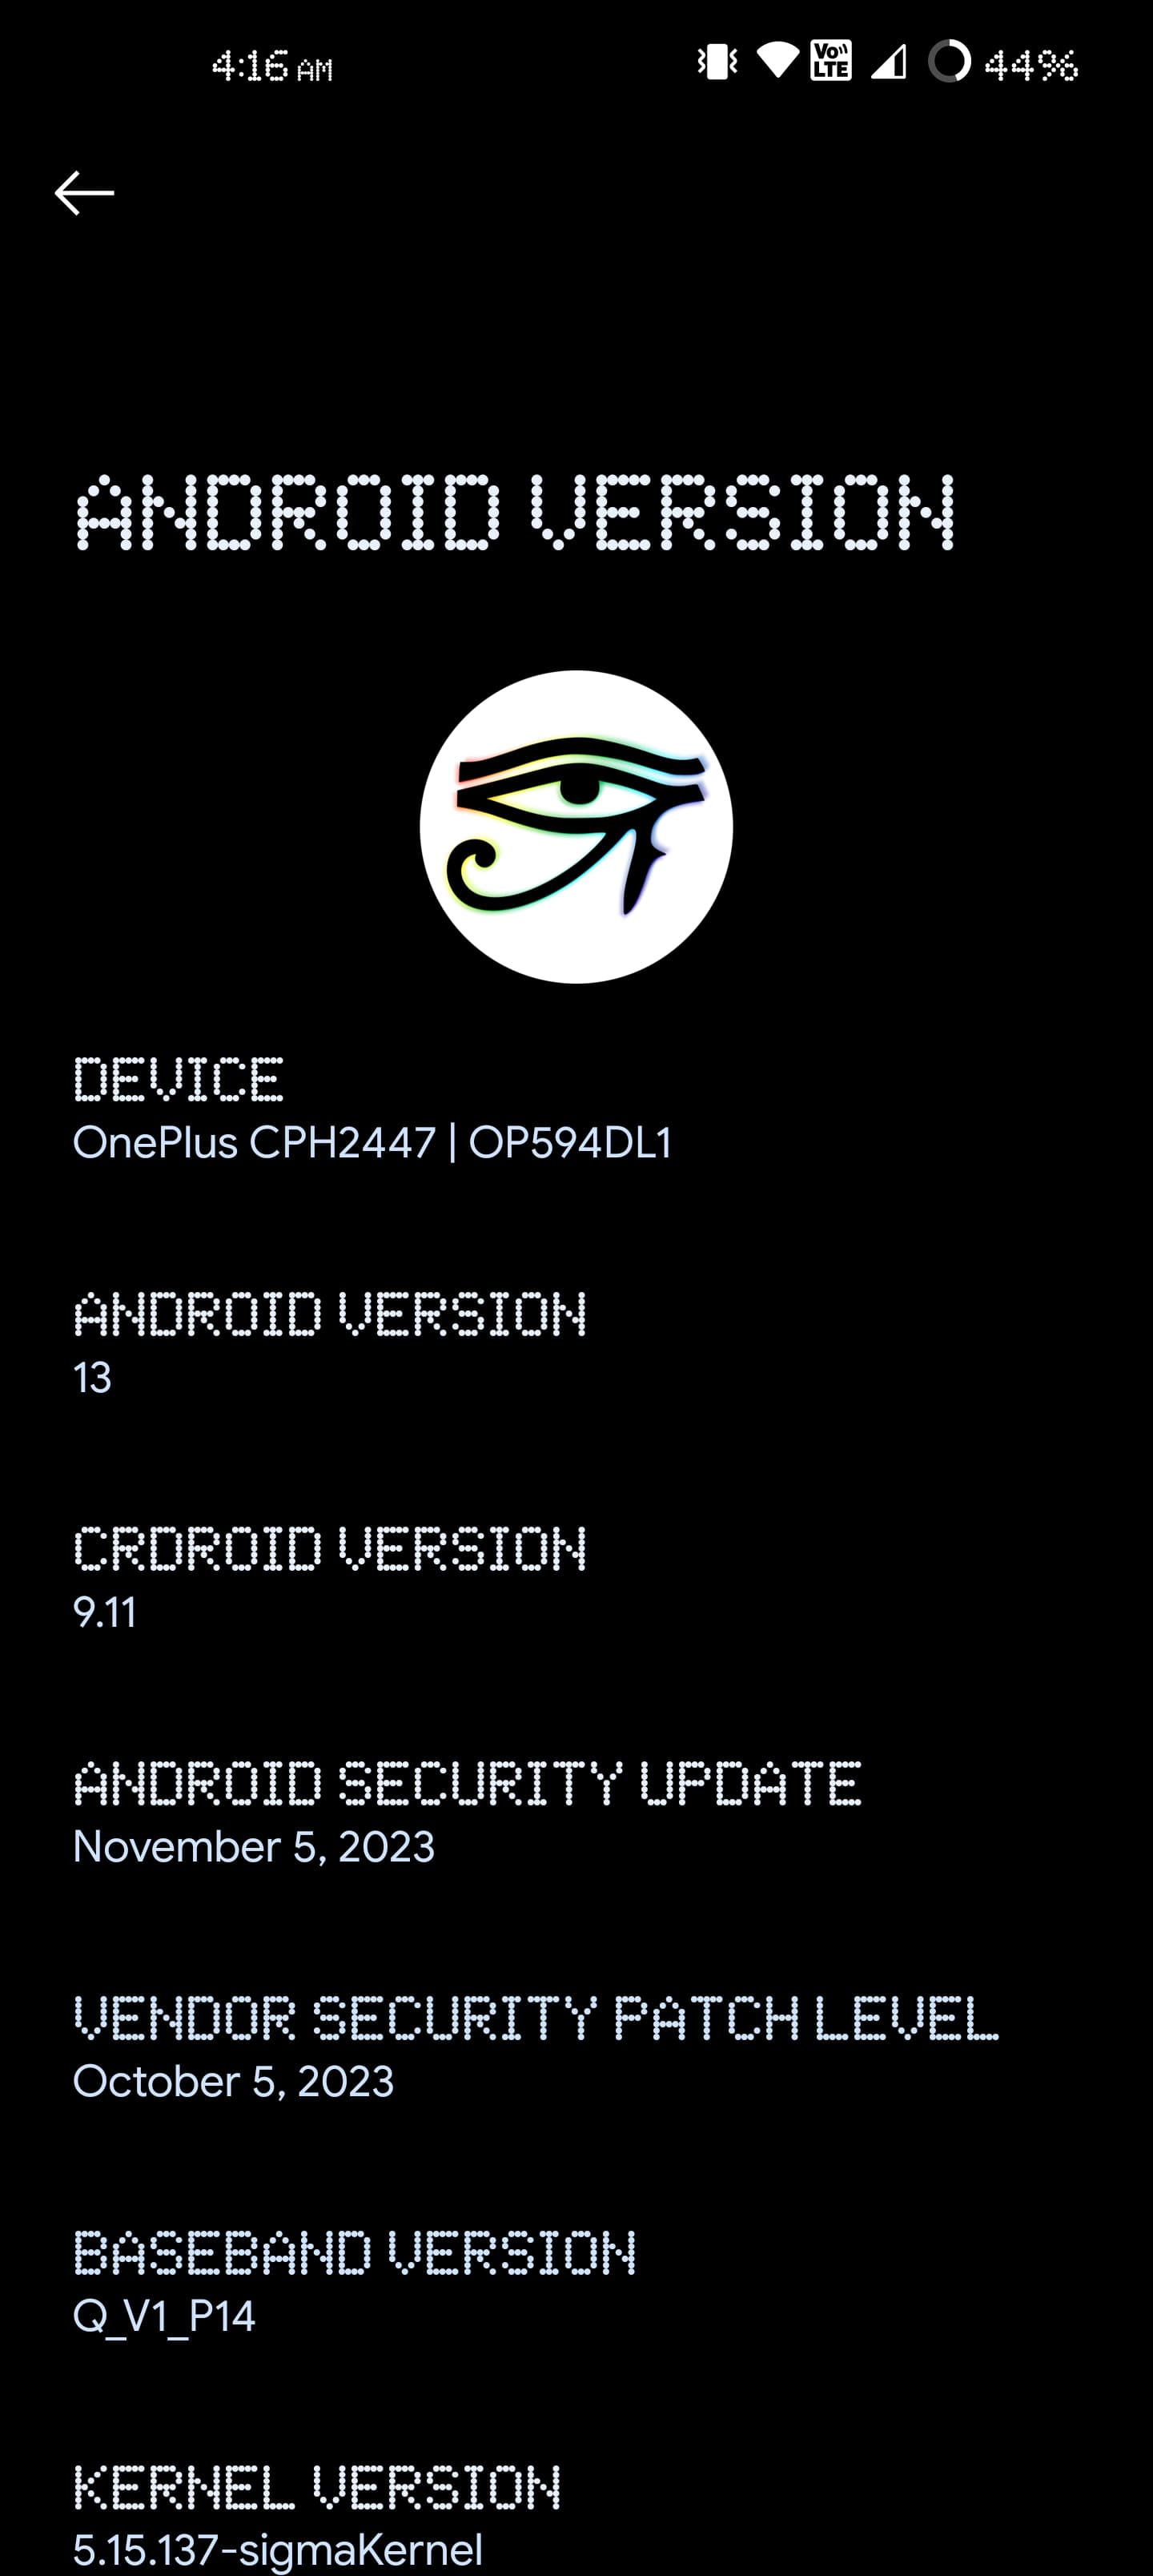 4:16 AM
Vo)) LTE
44%
ANDROID VERSION
DEVICE
OnePlus CPH2447 | OP594DL1
ANDROID VERSION
13
CRDROID VERSION
9.11
ANDROID SECURITY UPDATE
November 5, 2023
VENDOR SECURITY PATCH LEVEL
October 5, 2023
BASEBAND VERSION
Q_V1_P14
KERNEL VERSION
5.15.137-sigmaKernel